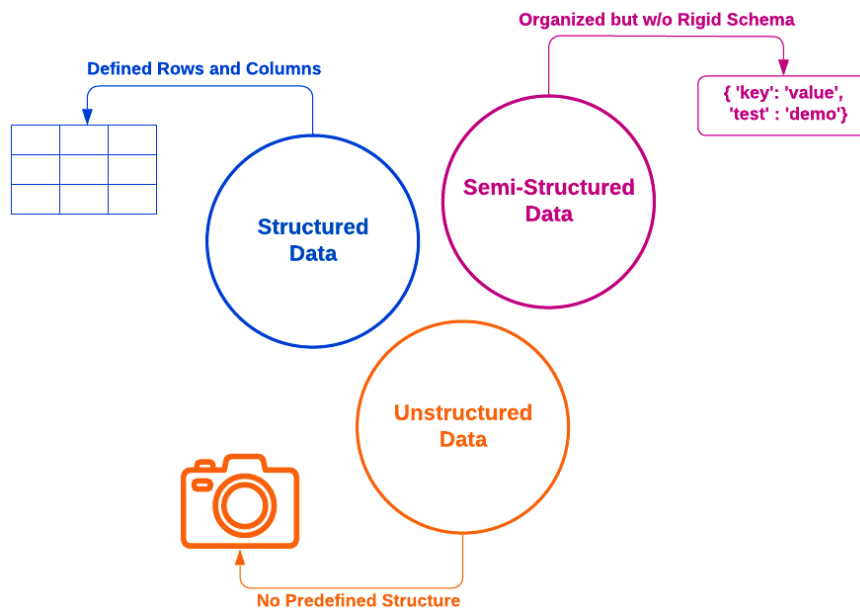 Organized but w/o Rigid Schema
Defined Rows and Columns
{ 'key': 'value',
'test' : 'demo'}
Semi-Structured
Data
Structured
Data
Unstructured
Data
No Predefined Structure